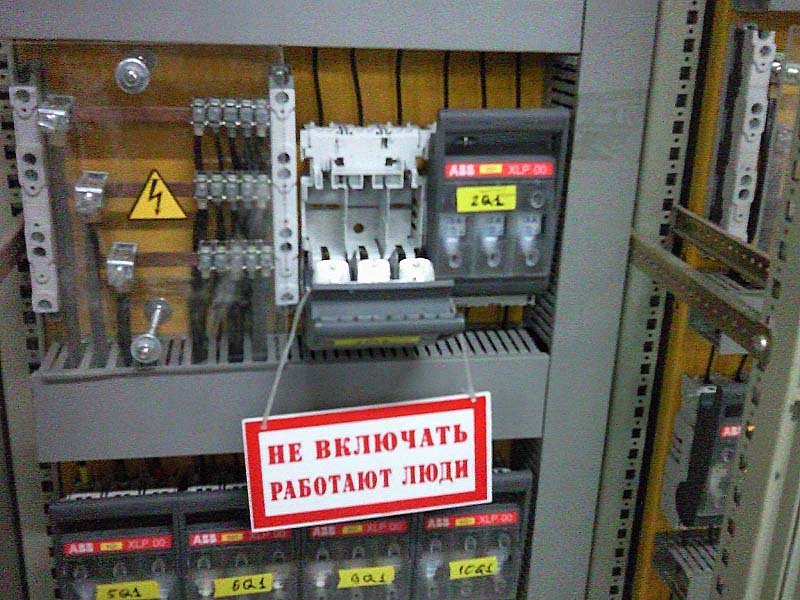 ABB XLP 00
2Q1
НЕ ВКЛЮЧАТЬ
РАБОТАЮТ ЛЮДИ
ABB XLP 00
ABB XLP 00
ABB XLP 00
ABB XLP 00
5Q1
6Q1
9Q1
10Q1
ABB